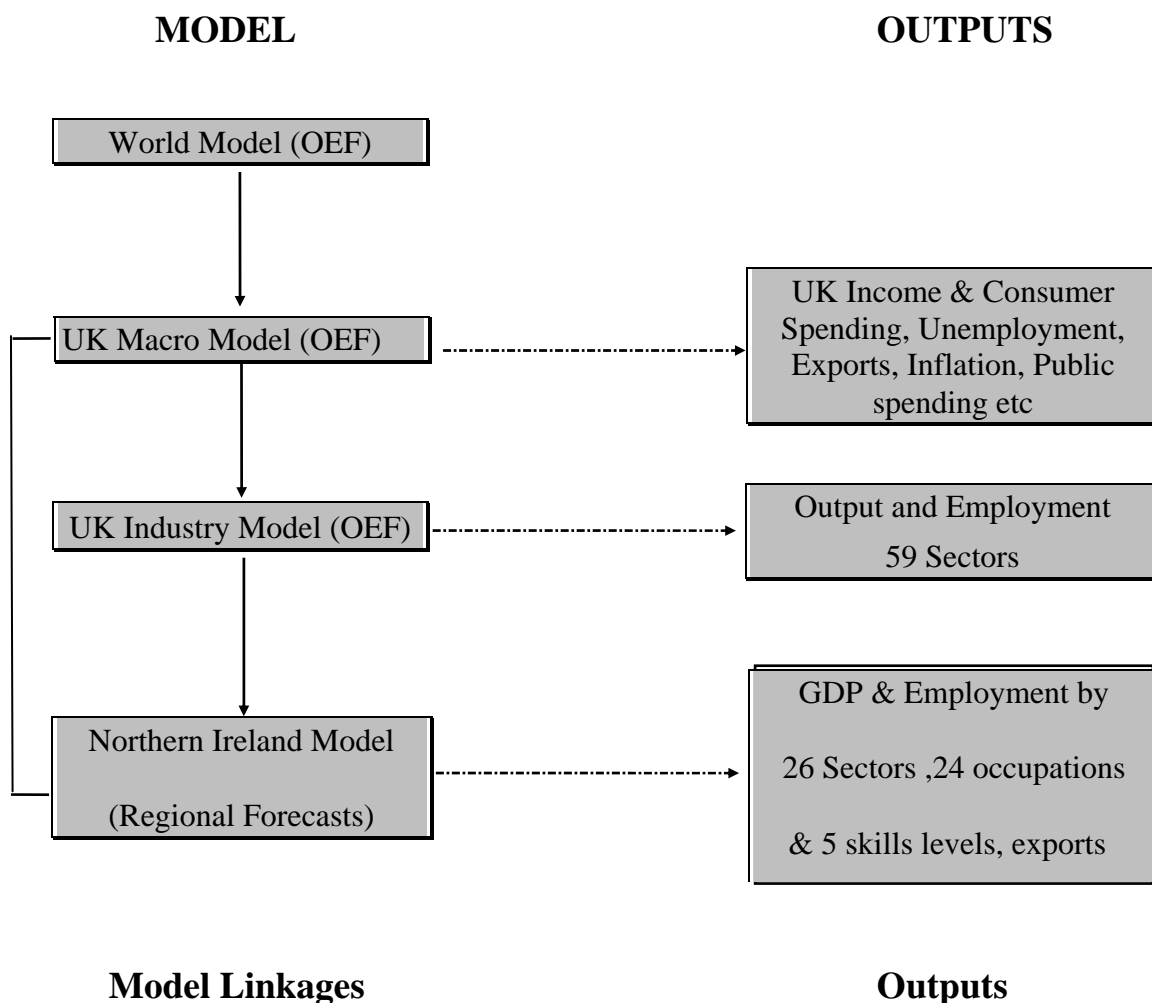 MODEL
OUTPUTS
World Model (OEF)
UK Macro Model (OEF)
UK Income & Consumer
Spending, Unemployment,
Exports, Inflation, Public
spending etc
UK Industry Model (OEF)
Output and Employment
59 Sectors
Northern Ireland Model
(Regional Forecasts)
GDP & Employment by
26 Sectors ,24 occupations
& 5 skills levels, exports
Model Linkages
Outputs